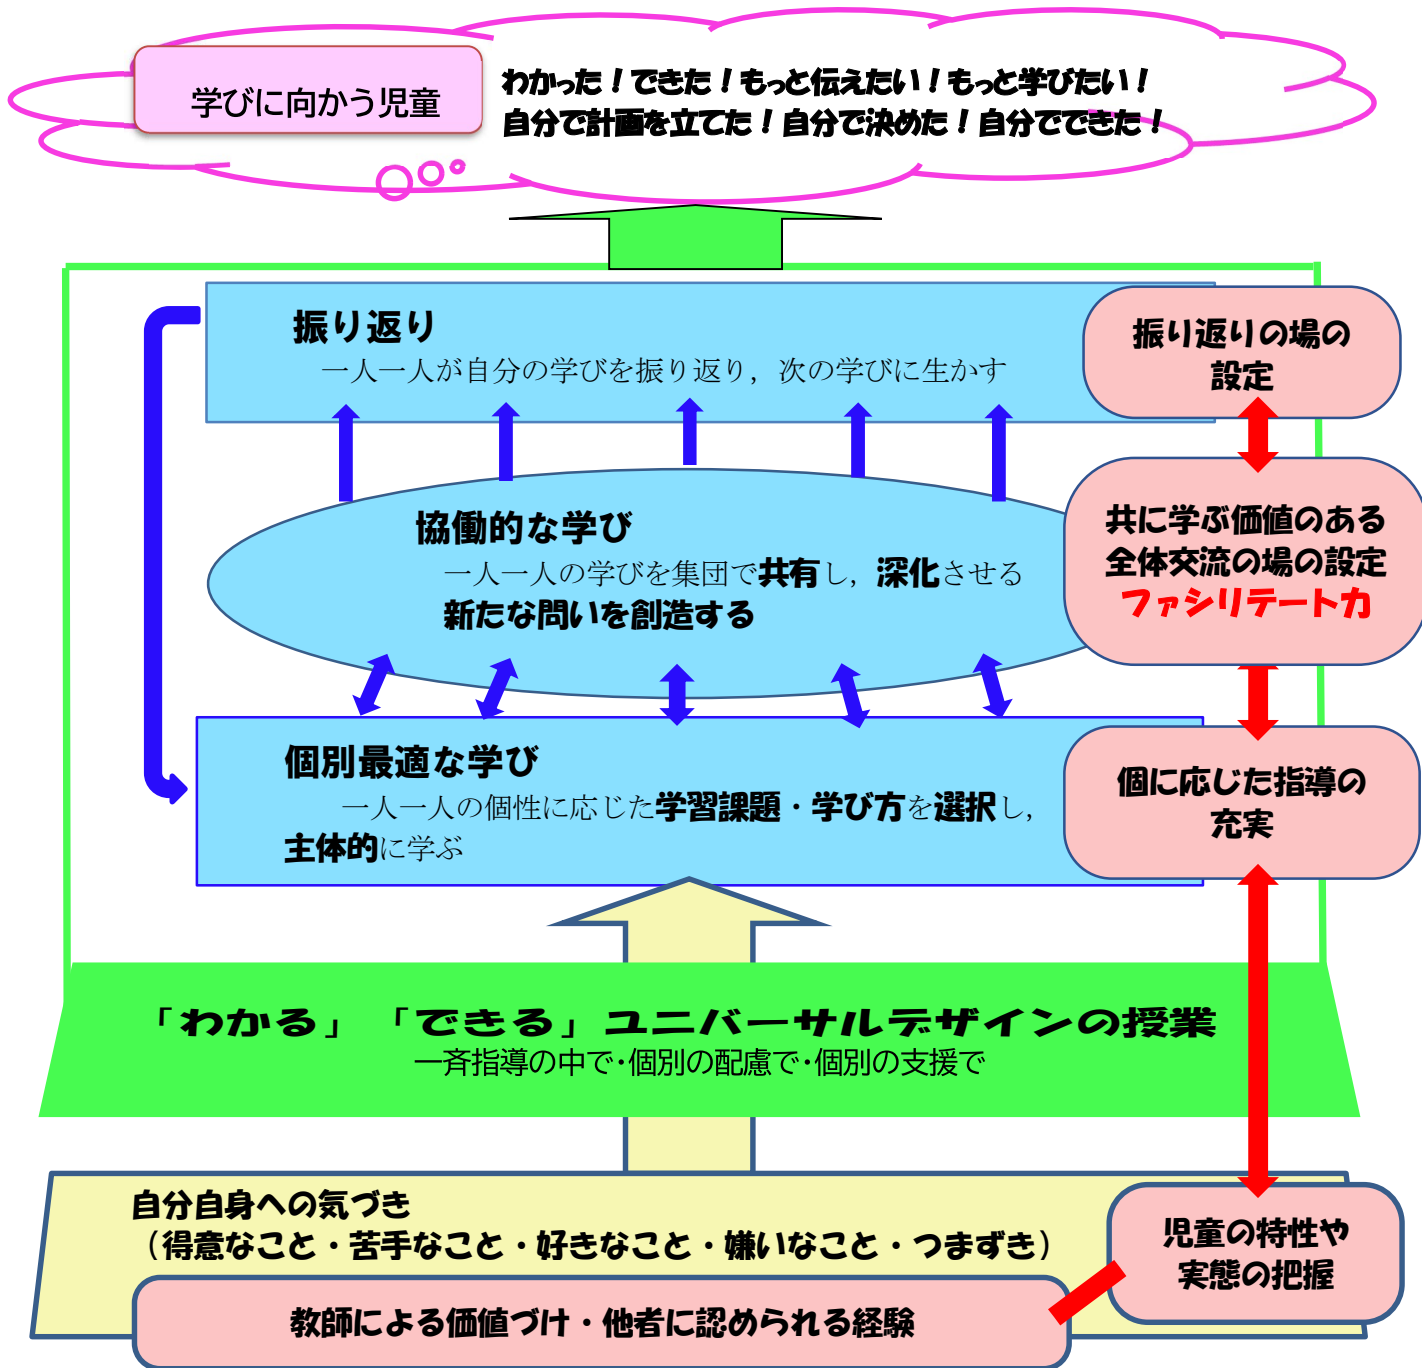 学びに向かう児童
わかった！できた！もっと伝えたい！もっと学びたい！
自分で計画を立てた！自分で決めた！自分でできた！
振り返り
一人一人が自分の学びを振り返り，次の学びに生かす
振り返りの場の
設定
協働的な学び
一人一人の学びを集団で共有し，深化させる
新たな問いを創造する
共に学ぶ価値のある
全体交流の場の設定
ファシリテート力
個別最適な学び
一人一人の個性に応じた学習課題・学び方を選択し，
主体的に学ぶ
個に応じた指導の
充実
「わかる」「できる」ユニバーサルデザインの授業
一斉指導の中で・個別の配慮で・個別の支援で
自分自身への気づき
（得意なこと・苦手なこと・好きなこと・嫌いなこと・つまずき）
児童の特性や
実態の把握
教師による価値づけ・他者に認められる経験